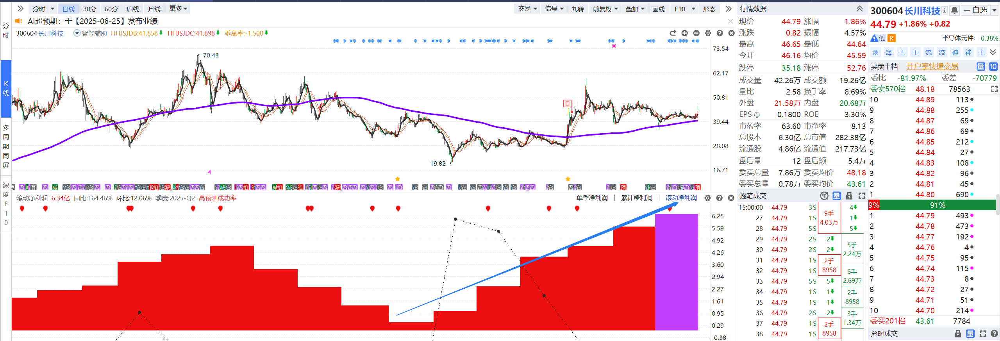 分时 日线 30分 60分 周线 月线 更多
交易 信号 九转 前复权 叠加 画线 F10 形态
AI超预期：于【2025-06-25】发布业绩
300604 长川科技 智能辅助 HHJSJDB:41.858 HHJSJDC:41.898 乖离率:-1.500
分时
K线
多周期同屏
深度F10
73.54
70.43
62.17
50.81
自
39.44
28.08
19.82
16.71
滚动净利润 6.34亿 同比:164.46% 环比:12.06% 季度:2025-Q2 高预测成功率
单季净利润 累计净利润 滚动净利润
6.25
5.59
4.92
4.26
3.60
2.94
2.27
1.61
0.95
0.29
-0.38
行情数据
现价 44.79 涨幅 1.86%
涨跌 0.82 振幅 4.57%
最高 46.65 最低 44.64
今开 46.16 均价 45.59
跌停 35.18 涨停 52.76
成交量 42.26万 成交额 19.26亿
量比 2.58 换手率 8.69%
外盘 21.58万 内盘 20.68万
EPS ① 0.1800 ROE 3.30%
市盈率 63.60 市净率 8.13
总股本 6.30亿 总市值 282.38亿
流通股 4.86亿 流通值 217.73亿
盘后量 12 盘后额 5.4万
委卖总量 7.86万 委卖均价 48.18
委买总量 0.78万 委买均价 43.61
逐笔成交 单 量
15:00:00 44.79 3 S 4
27 44.79 1 S 1
28 44.79 5 S 5
29 44.79 2 S 2
30 44.79 2 S 2
31 44.79 1 S
32 44.79 1 S
33 44.79 5 S 5
34 44.79 1 S 1
35 44.79 1 S 1
36 44.79 2 S 2
37 44.79 1 S
38 44.79 1 S
9手
4.03万
2手
8958
2手
8958
5手
2.24万
6手
2.69万
2手
8958
3手
1.34万
300604 长川科技 自选
44.79 +1.86% +0.82
低 R 半导体元件: -0.38%
创 海 主 主 流 流 神 神 主
买卖十档 开户享快捷交易 量 10
委比 -81.97% 委差 -70779
委卖570档 48.18 78563
10 44.89 113
9 44.88 255
8 44.87 69
7 44.86 69
6 44.85 212
5 44.84 27
4 44.83 108
3 44.82 96
2 44.81 45
1 44.80 690
9% 91%
1 44.79 493
2 44.78 473
3 44.77 192
4 44.76 4
5 44.75 95
6 44.74 115
7 44.73 8
8 44.72 27
9 44.71 51
10 44.70 214
委买201档 43.61 7784
分时成交 量